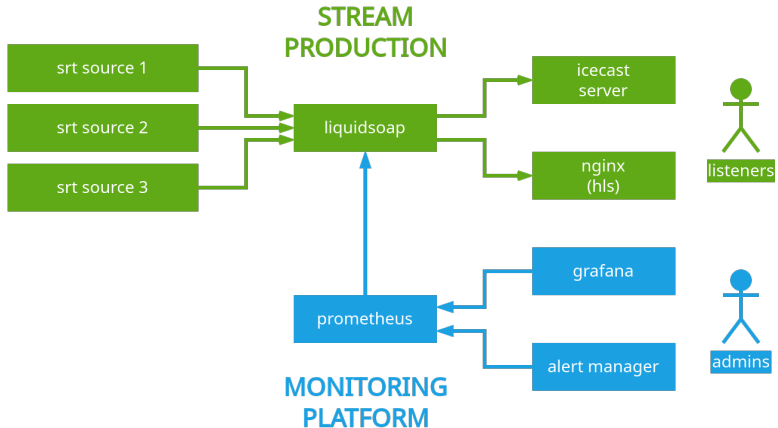 STREAM
PRODUCTION
srt source 1
srt source 2
srt source 3
liquidsoap
icecast
server
nginx
(hls)
listeners
grafana
prometheus
alert manager
admins
MONITORING
PLATFORM